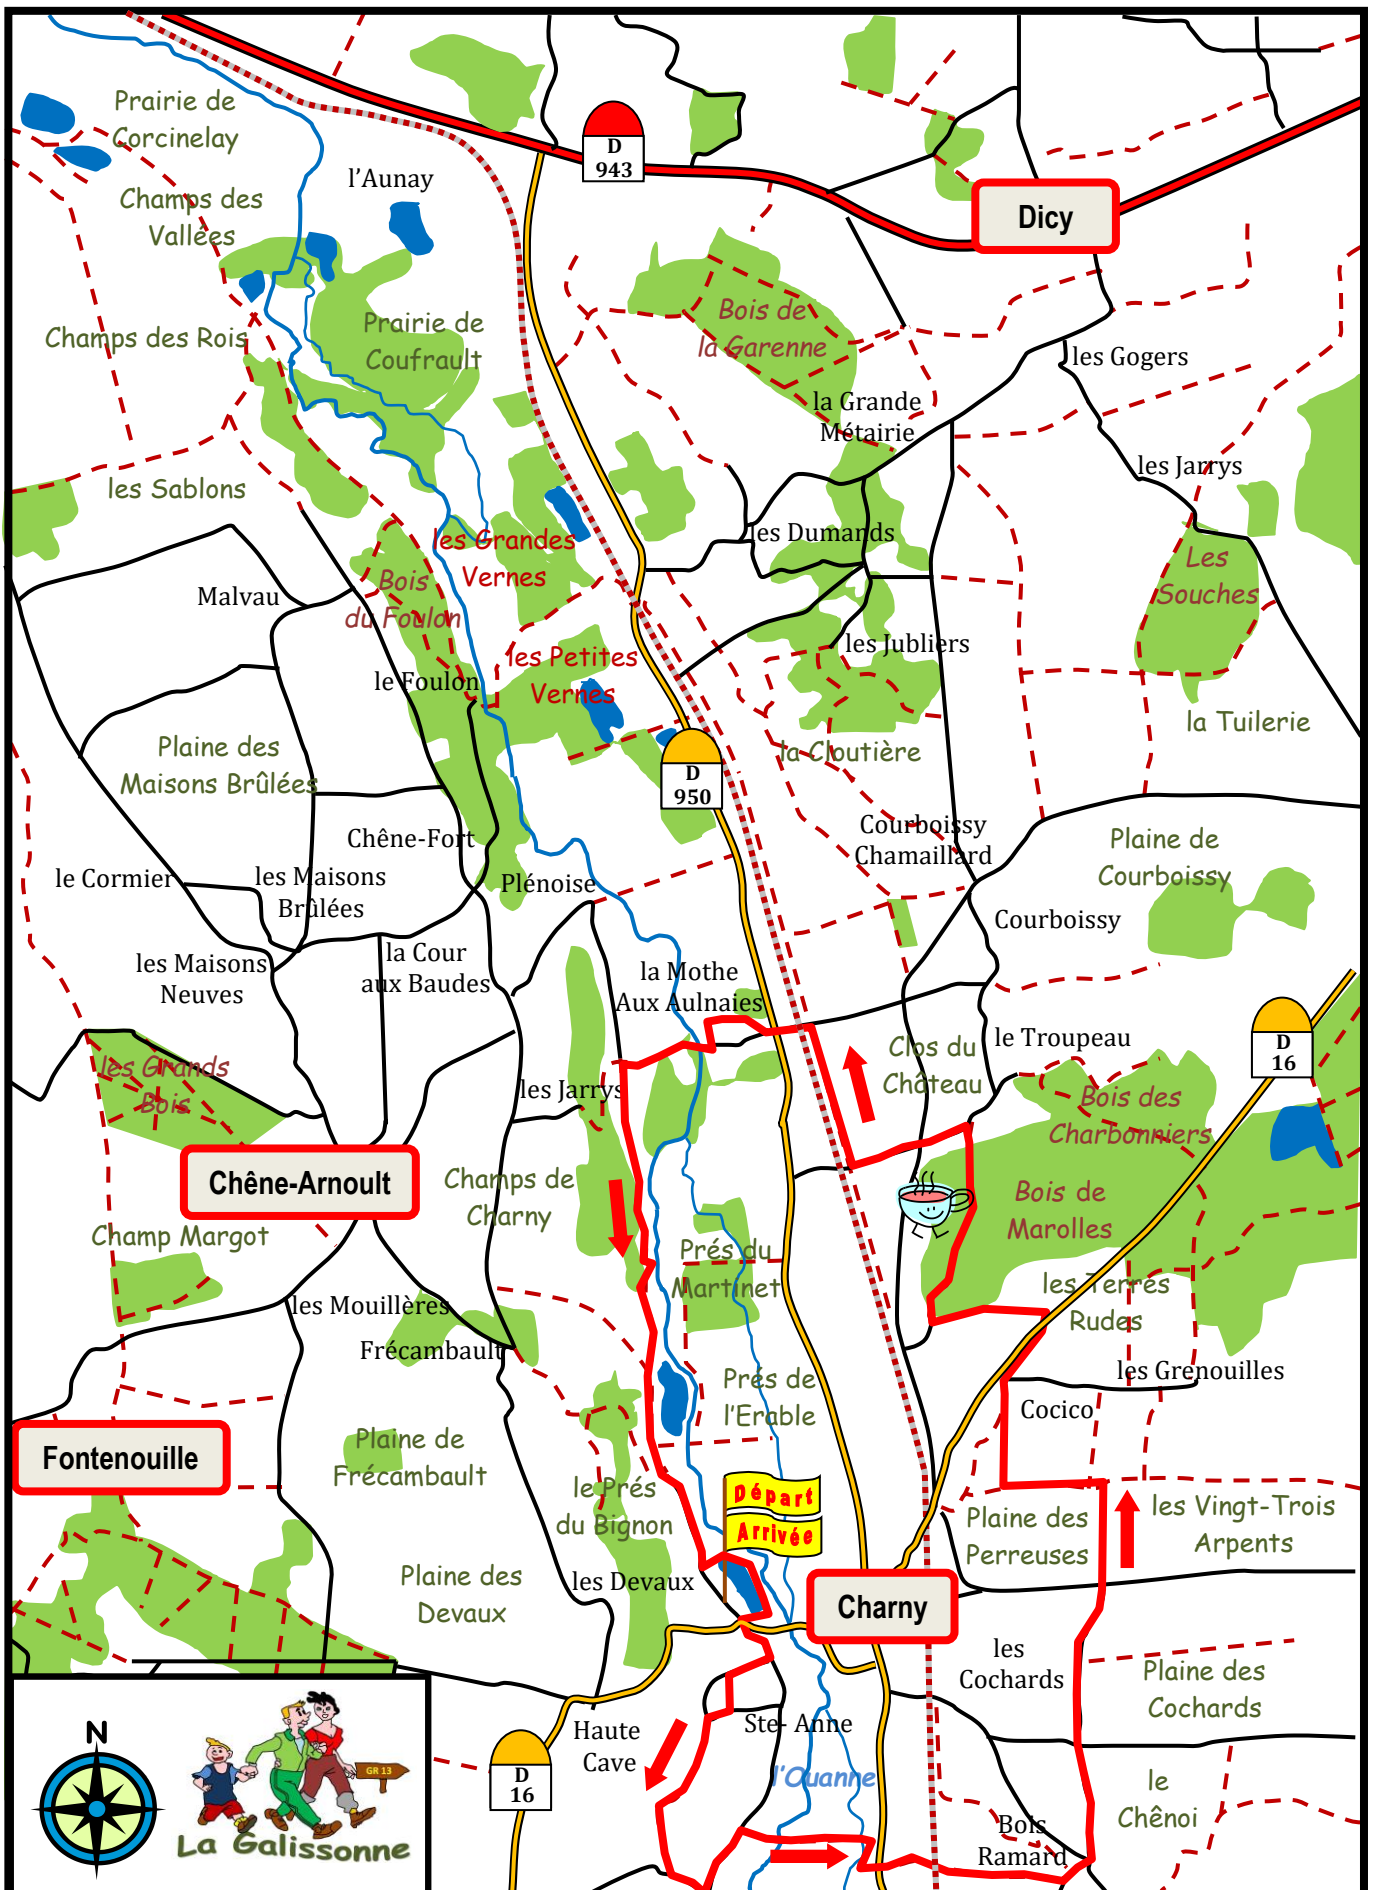 Prairie de
Corcinelay
l'Aunay
D
943
Champs des
Vallées
Dicy
Champs des Rois
Prairie de
Coufrault
Bois de
la Garenne
les Gogers
la Grande
Métairie
les Jarrys
les Sablons
les Dumands
les Grandes
Vernes
Les
Souches
Malvau
Bois
du Foulon
les Jubliers
les Petites
Vernes
le Foulon
la Tuilerie
Plaine des
Maisons Brûlées
la Cloutière
D
950
Chêne-Fort
Courboissy
Chamaillard
Plaine de
Courboissy
le Cormier
les Maisons
Brûlées
Plénoise
Courboissy
les Maisons
Neuves
la Cour
aux Baudes
la Mothe
Aux Aulnaies
le Troupeau
D
16
Clos du
Château
les Grands
Bois
les Jarrys
Bois des
Charbonniers
Chêne-Arnoult
Champs de
Charny
Bois de
Marolles
Champ Margot
Prés du
Martinet
les Terres
Rudes
les Mouillères
Frécambault
les Grenouilles
Prés de
l'Erable
Cocico
Fontenouille
Plaine de
Frécambault
le Prés
du Bignon
Départ
Arrivée
Plaine des
Perreuses
les Vingt-Trois
Arpents
Plaine des
Devaux
les Devaux
Charny
les
Cochards
Plaine des
Cochards
Haute
Cave
Ste- Anne
D
16
l'Ouanne
le
Chênoi
Bois
Ramard
N
GR 13
La Galissonne